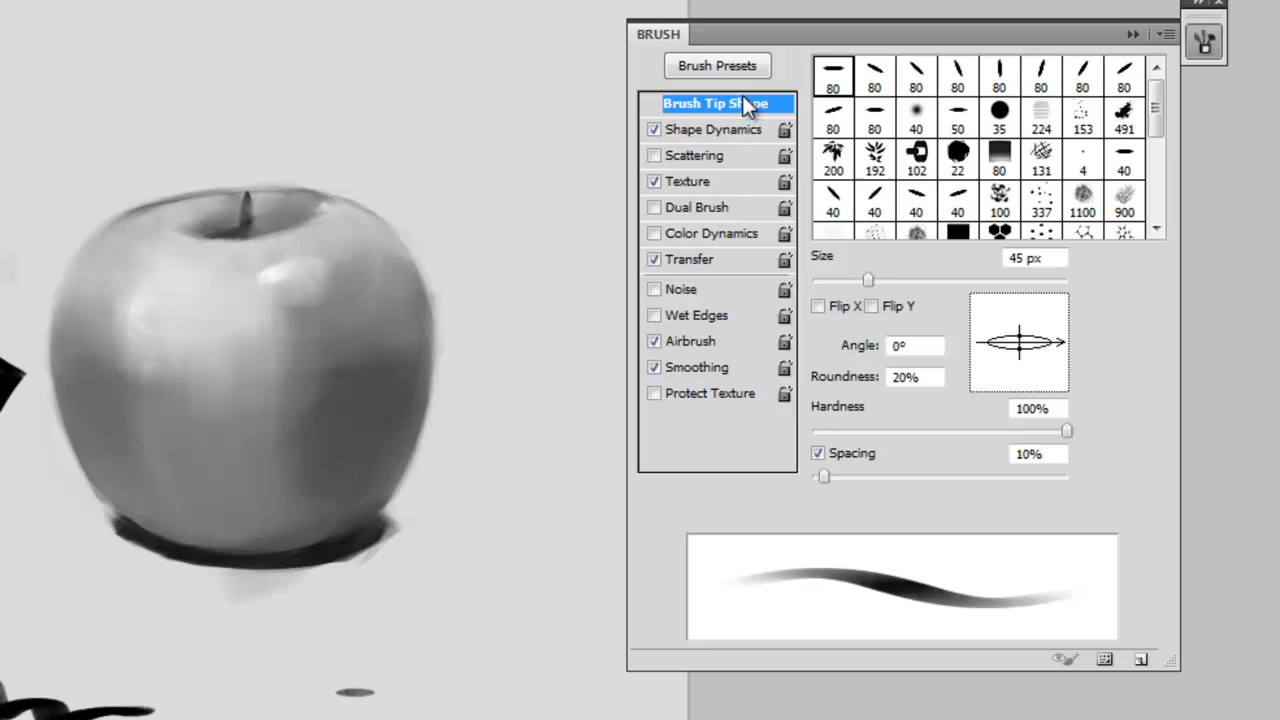 BRUSH
Brush Presets
Brush Tip Shape
Shape Dynamics
Scattering
Texture
Dual Brush
Color Dynamics
Transfer
Noise
Wet Edges
Airbrush
Smoothing
Protect Texture
80 80 80 80 80 80 80 80
80 80 40 50 35 224 153 491
200 192 102 22 80 131 4 40
40 40 40 40 100 337 1100 900
Size 45 px
Flip X Flip Y
Angle: 0º
Roundness: 20%
Hardness 100%
Spacing 10%